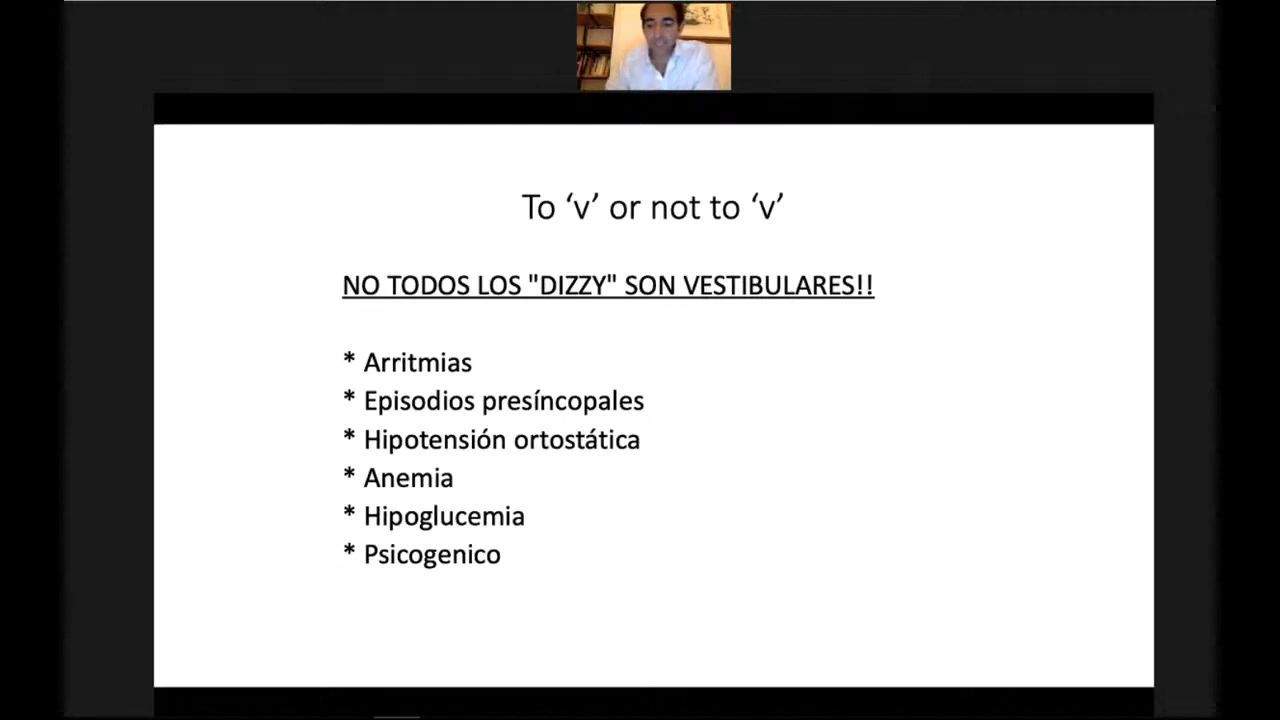 To ‘v’ or not to ‘v’
NO TODOS LOS "DIZZY" SON VESTIBULARES!!
* Arritmias
* Episodios presíncopales
* Hipotensión ortostática
* Anemia
* Hipoglucemia
* Psicogenico